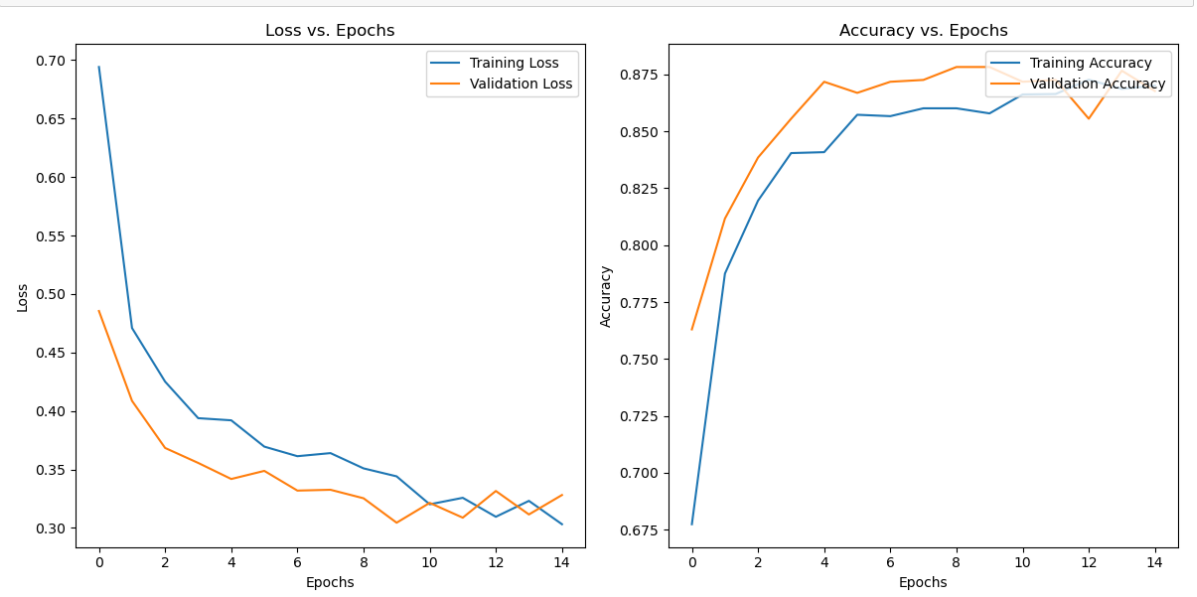 Loss vs. Epochs
0.70
0.65
0.60
0.55
0.50
0.45
0.40
0.35
0.30
Loss
0 2 4 6 8 10 12 14
Epochs
Training Loss
Validation Loss
Accuracy vs. Epochs
0.875
0.850
0.825
0.800
0.775
0.750
0.725
0.700
0.675
Accuracy
0 2 4 6 8 10 12 14
Epochs
Training Accuracy
Validation Accuracy